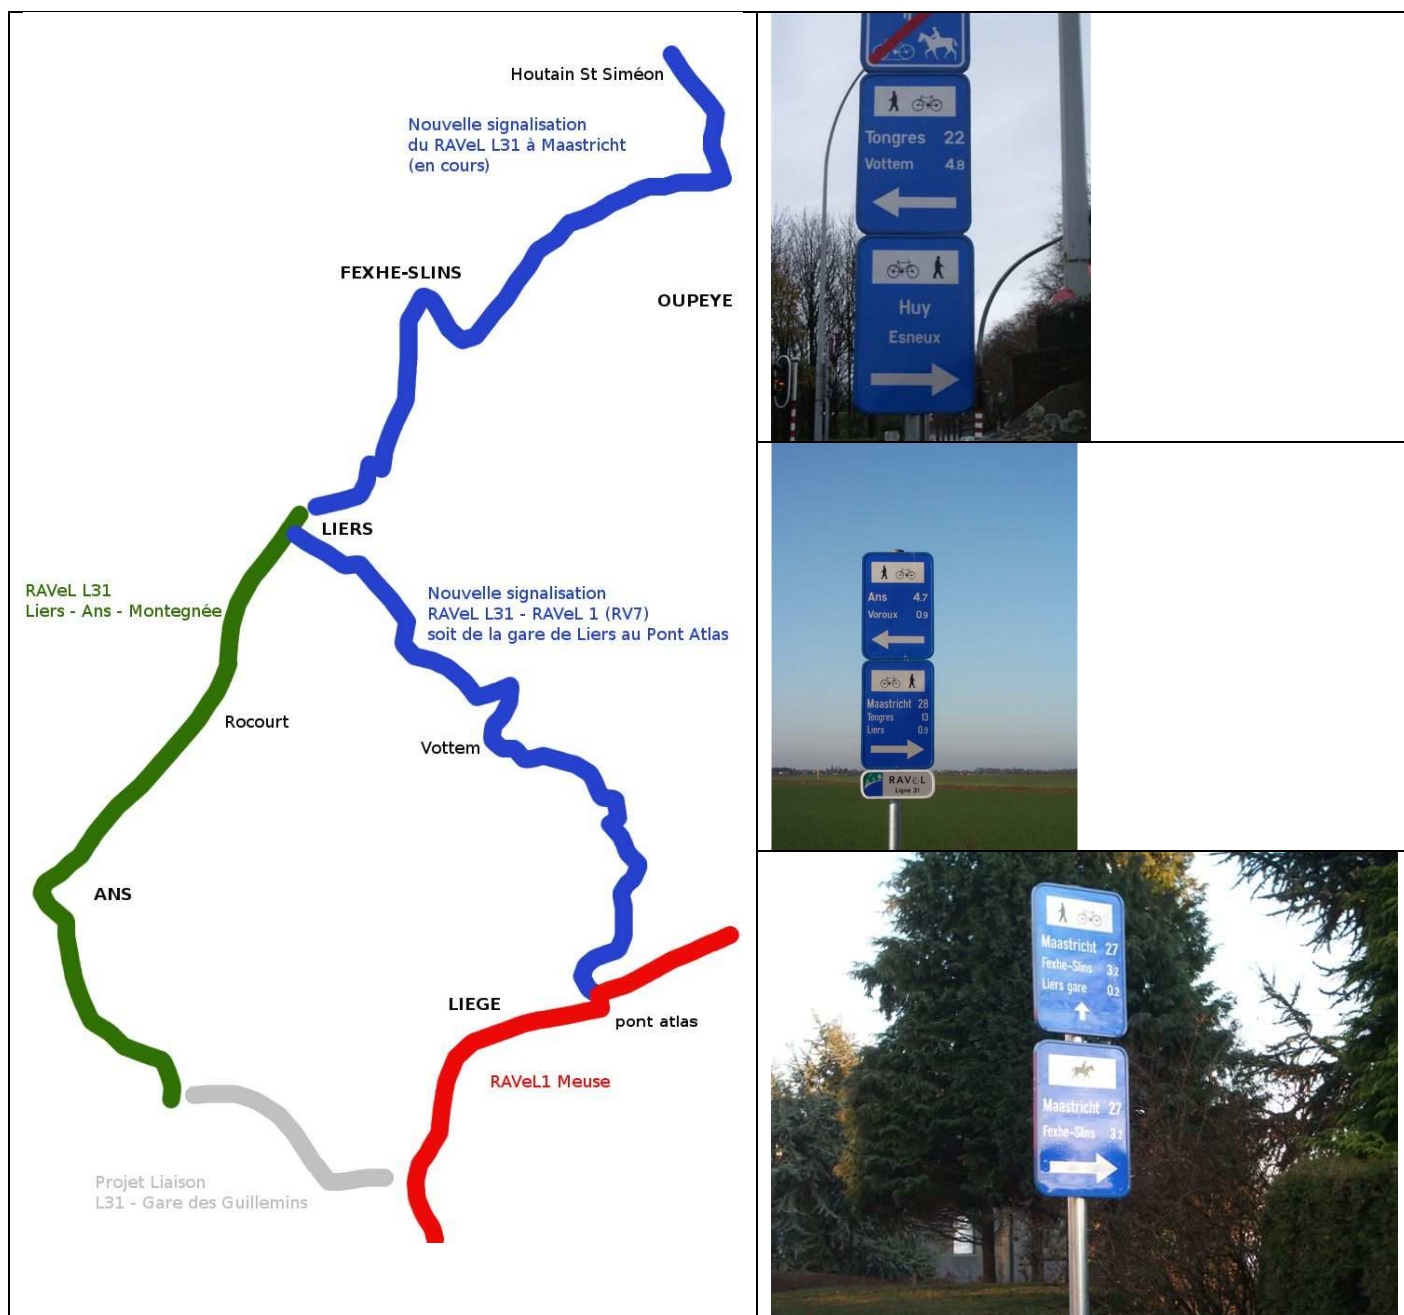 Houtain St Siméon
Nouvelle signalisation
du RAVeL L31 à Maastricht
(en cours)
FEXHE-SLINS
OUPEYE
LIERS
RAVeL L31
Liers - Ans - Montegnée
Nouvelle signalisation
RAVeL L31 - RAVeL 1 (RV7)
soit de la gare de Liers au Pont Atlas
Rocourt
Vottem
ANS
LIEGE
pont atlas
RAVeL1 Meuse
Projet Liaison
L31 - Gare des Guillemins
Tongres 22
Vottem 4.8
Huy
Esneux
Ans 4.7
Voroux 0.9
Maastricht 28
Tongres 13
Liers 0.3
RAVeL
Ligne 31
Maastricht 27
Fexhe-Slins 3.2
Liers gare 0.2
Maastricht 27
Fexhe-Slins 3.2